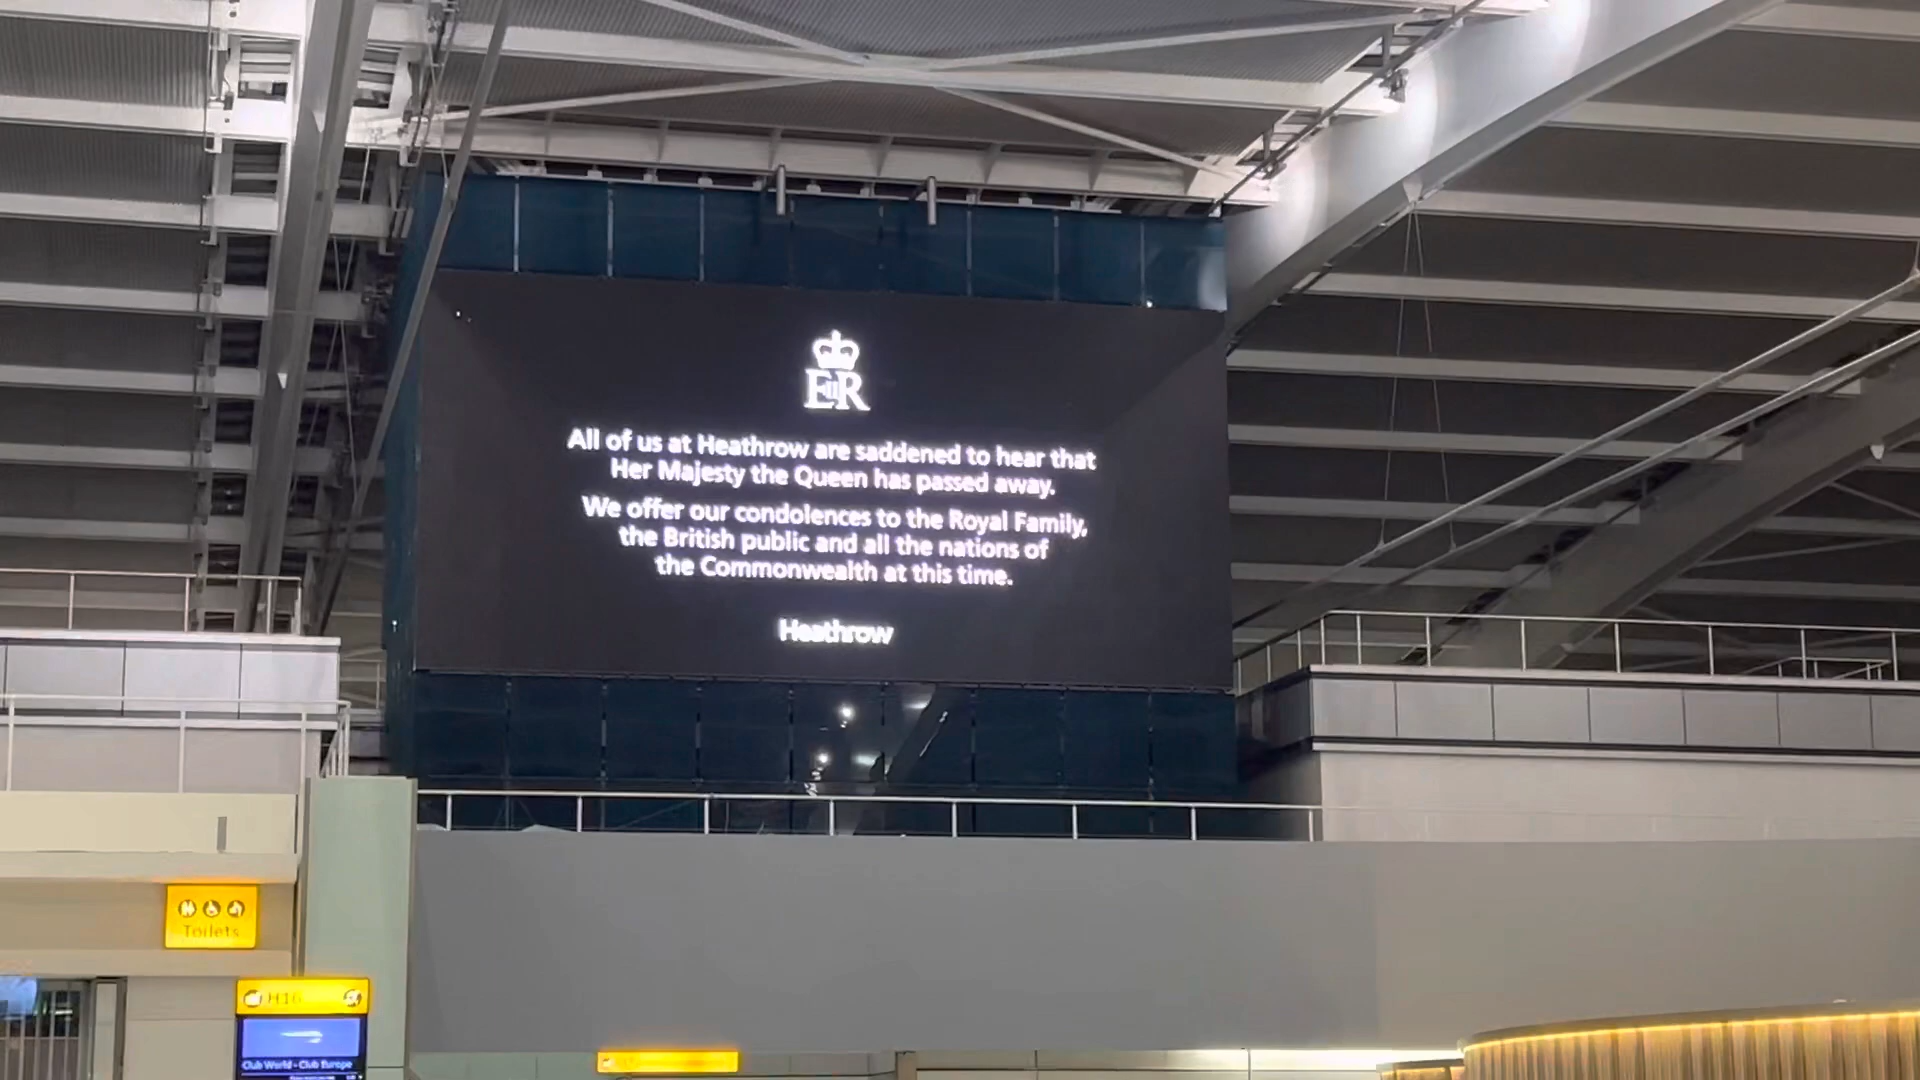 EIIR
All of us at Heathrow are saddened to hear that
Her Majesty the Queen has passed away.
We offer our condolences to the Royal Family,
the British public and all the nations of
the Commonwealth at this time.
Heathrow
Toilets
H16
Club World - Club Europe